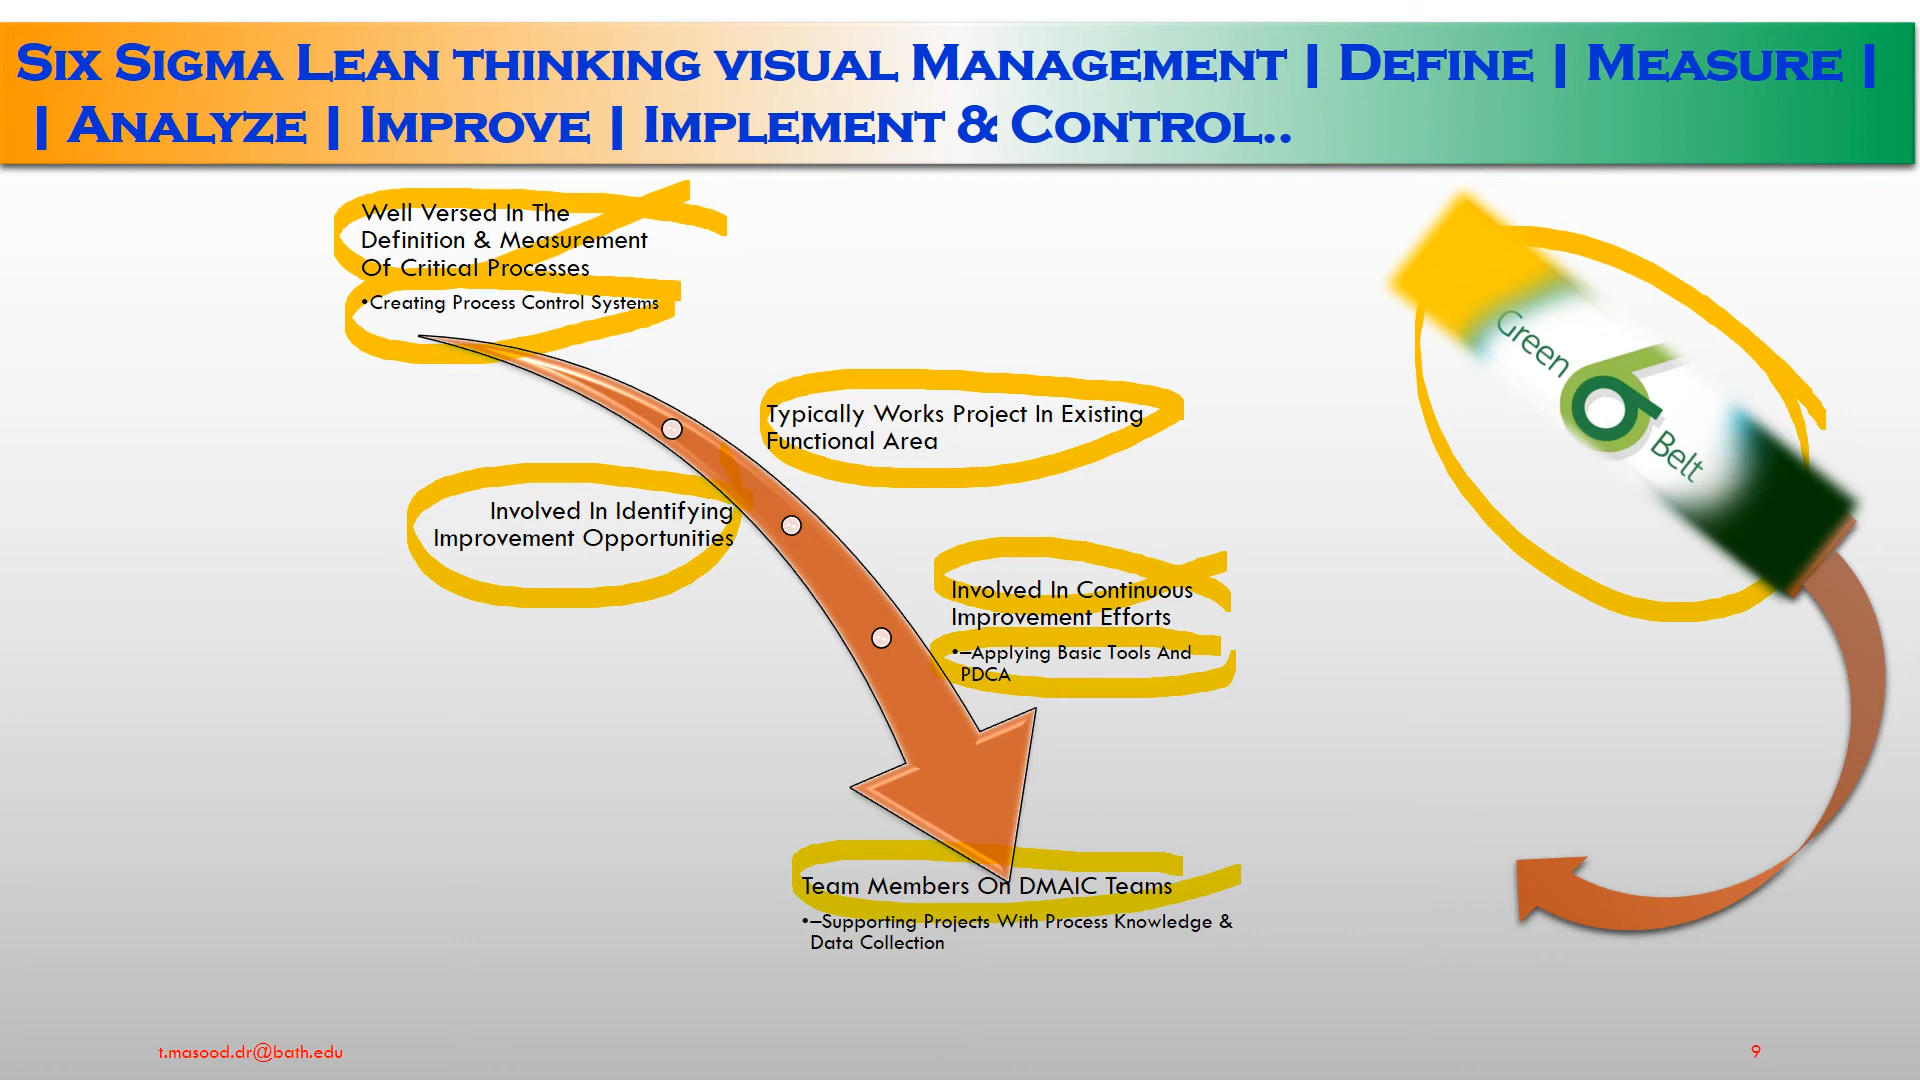 Six Sigma Lean thinking visual Management | Define | Measure |
| Analyze | Improve | Implement & Control..
Well Versed In The
Definition & Measurement
Of Critical Processes
•Creating Process Control Systems
Typically Works Project In Existing
Functional Area
Involved In Identifying
Improvement Opportunities
Involved In Continuous
Improvement Efforts
•–Applying Basic Tools And
PDCA
Team Members On DMAIC Teams
•–Supporting Projects With Process Knowledge &
Data Collection
Green
6
Belt
t.masood.dr@bath.edu
9